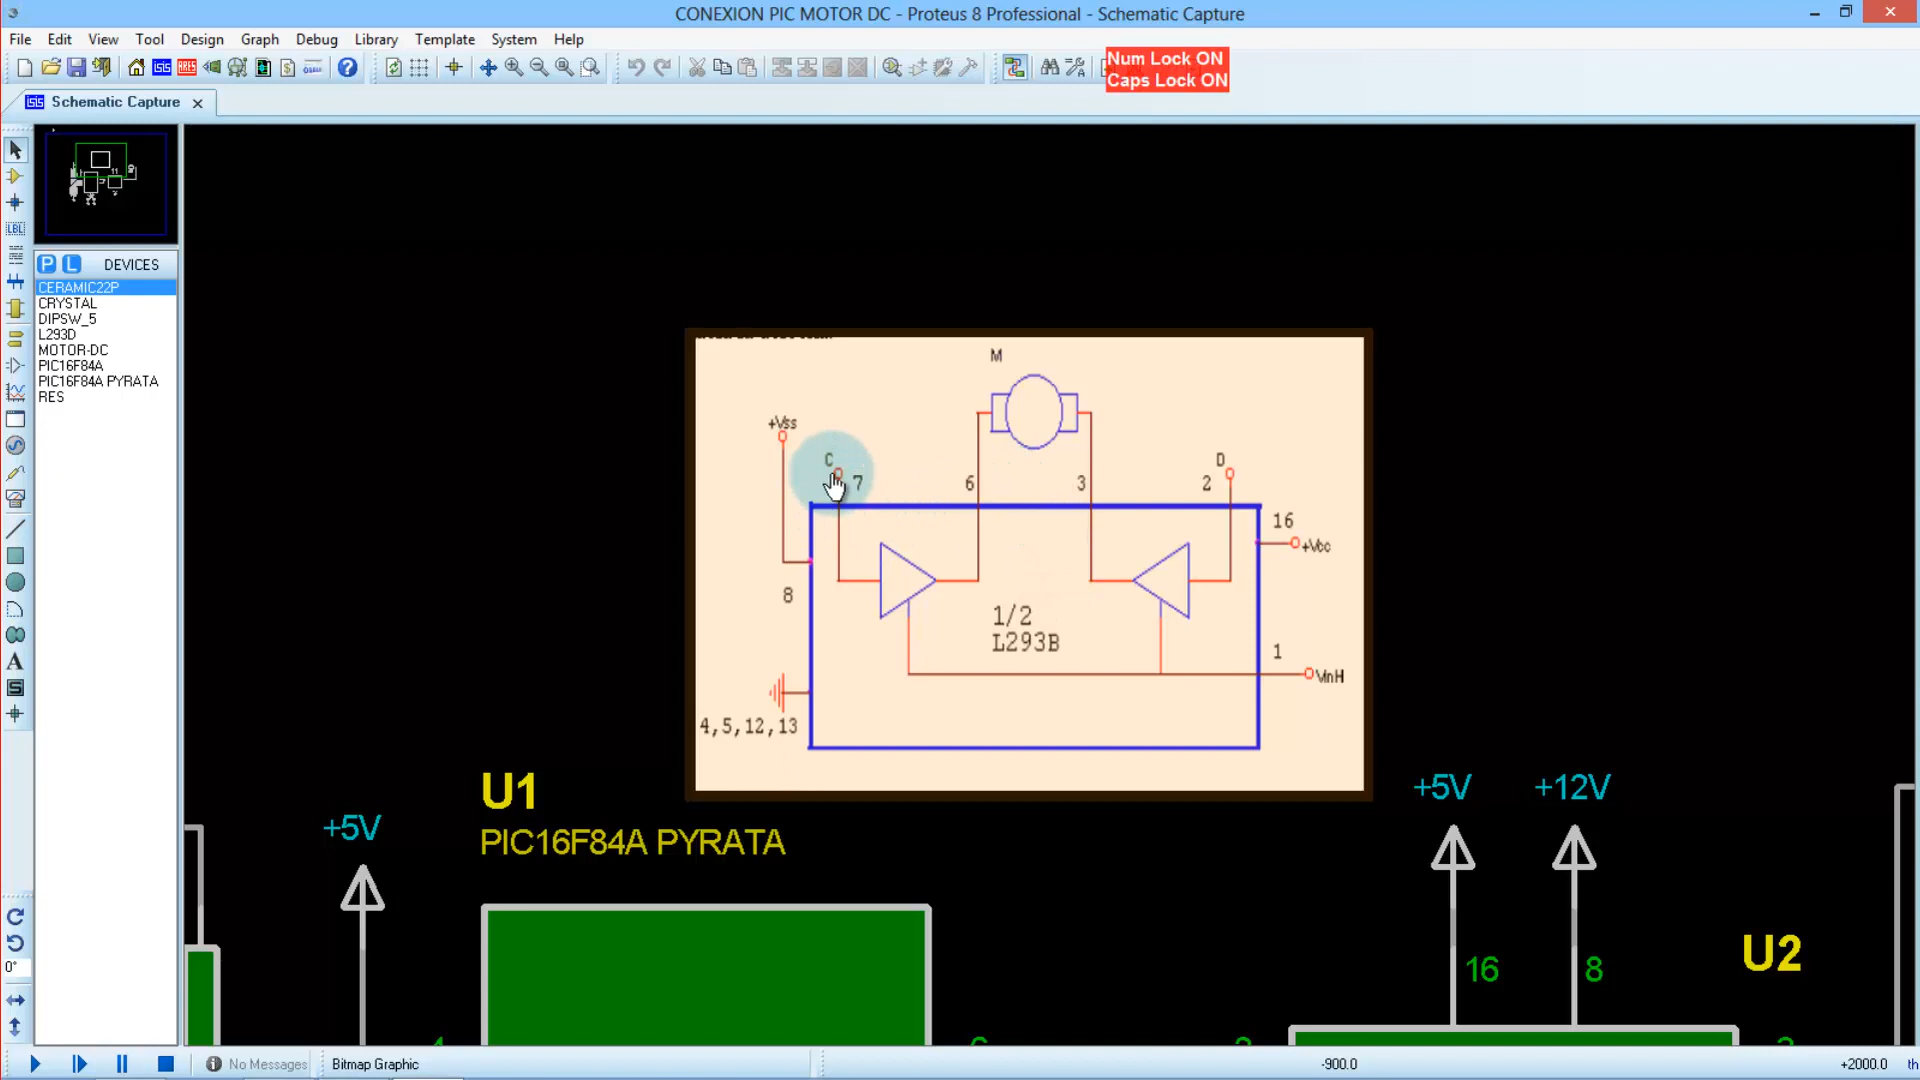 CONEXION PIC MOTOR DC - Proteus 8 Professional - Schematic Capture
File Edit View Tool Design Graph Debug Library Template System Help
Num Lock ON
Caps Lock ON
Schematic Capture
P L DEVICES
CERAMIC22P
CRYSTAL
DIPSW_5
L293D
MOTOR-DC
PIC16F84A
PIC16F84A PYRATA
RES
LBL
A
S
0°
M
+Vss
C
7
6
3
D
2
16
+Vcc
8
1/2
L293B
1
VinH
4,5,12,13
U1
PIC16F84A PYRATA
+5V
+5V
+12V
U2
16
8
No Messages
Bitmap Graphic
-900.0
+2000.0
th